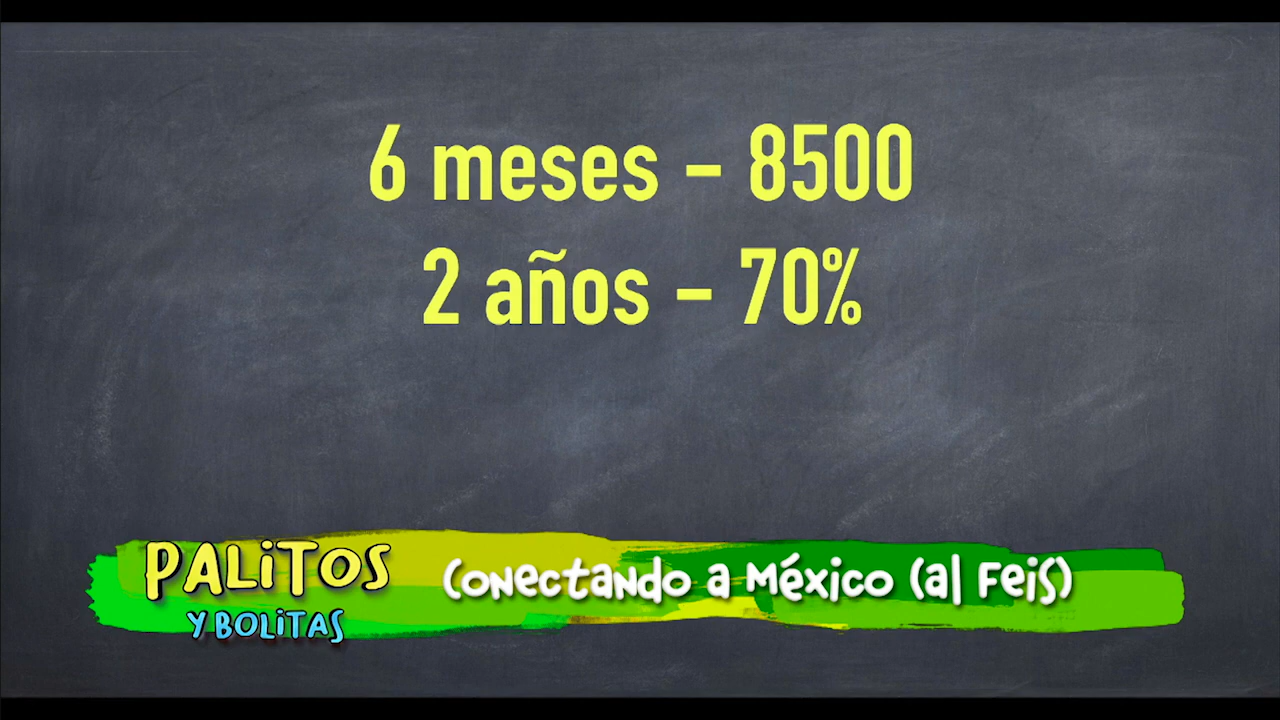 6 meses – 8500
2 años – 70%
PALiTOS
Y BOLiTAS
Conectando a México (al Feis)